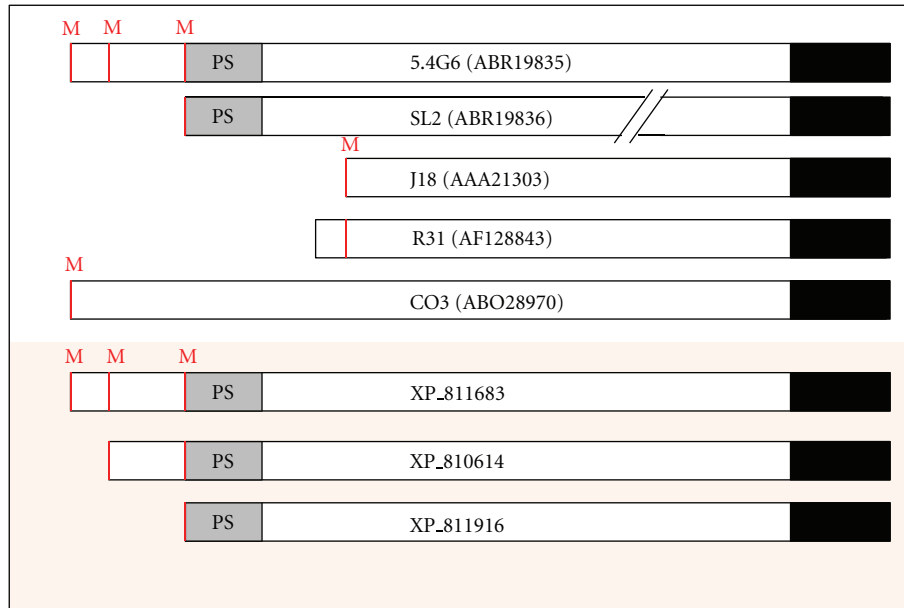 M M M
PS 5.4G6 (ABR19835)
PS SL2 (ABR19836)
M
J18 (AAA21303)
R31 (AF128843)
M
CO3 (ABO28970)
M M M
PS XP_811683
PS XP_810614
PS XP_811916